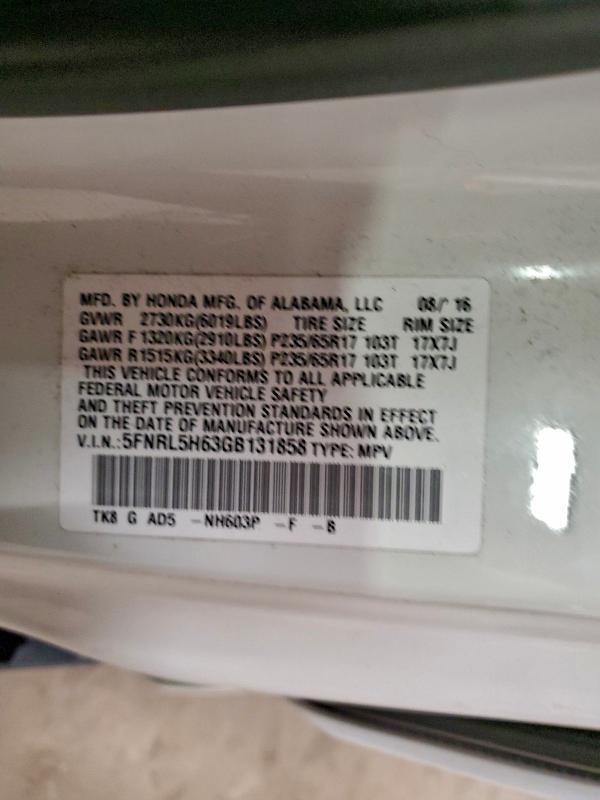 MFD. BY HONDA MFG. OF ALABAMA, LLC 08/' 16
GVWR 2730KG(6019LBS) TIRE SIZE RIM SIZE
GAWR F 1320KG(2910LBS) P235/65R17 103T 17X7J
GAWR R1515KG(3340LBS) P235/65R17 103T 17X7J
THIS VEHICLE CONFORMS TO ALL APPLICABLE
FEDERAL MOTOR VEHICLE SAFETY
AND THEFT PREVENTION STANDARDS IN EFFECT
ON THE DATE OF MANUFACTURE SHOWN ABOVE.
V.I.N.:5FNRL5H63GB131858 TYPE: MPV
TK8 G AD5 -NH603P -F -B